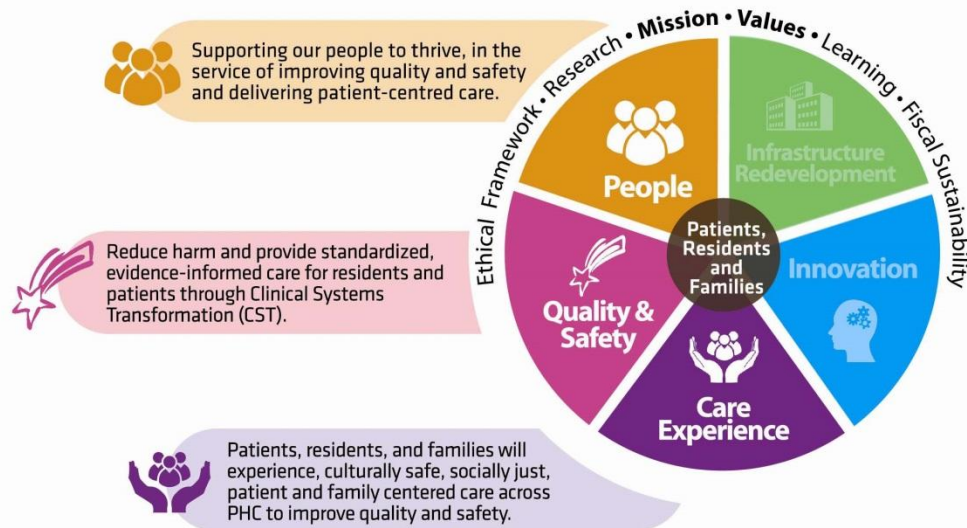 Supporting our people to thrive, in the
service of improving quality and safety
and delivering patient-centred care.
Reduce harm and provide standardized,
evidence-informed care for residents and
patients through Clinical Systems
Transformation (CST).
Patients, residents, and families will
experience, culturally safe, socially just,
patient and family centered care across
PHC to improve quality and safety.
Ethical Framework • Research • Mission • Values • Learning • Fiscal Sustainability
People
Infrastructure
Redevelopment
Patients,
Residents
and
Families
Innovation
Quality &
Safety
Care
Experience